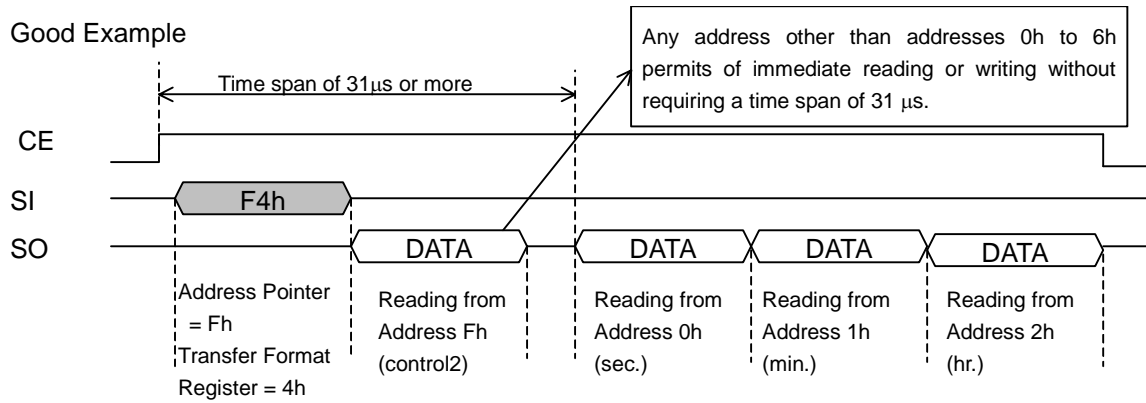 Good Example
Any address other than addresses 0h to 6h
permits of immediate reading or writing without
requiring a time span of 31 μs.
Time span of 31μs or more
CE
SI
F4h
SO
DATA
DATA
DATA
DATA
Address Pointer
= Fh
Transfer Format
Register = 4h
Reading from
Address Fh
(control2)
Reading from
Address 0h
(sec.)
Reading from
Address 1h
(min.)
Reading from
Address 2h
(hr.)